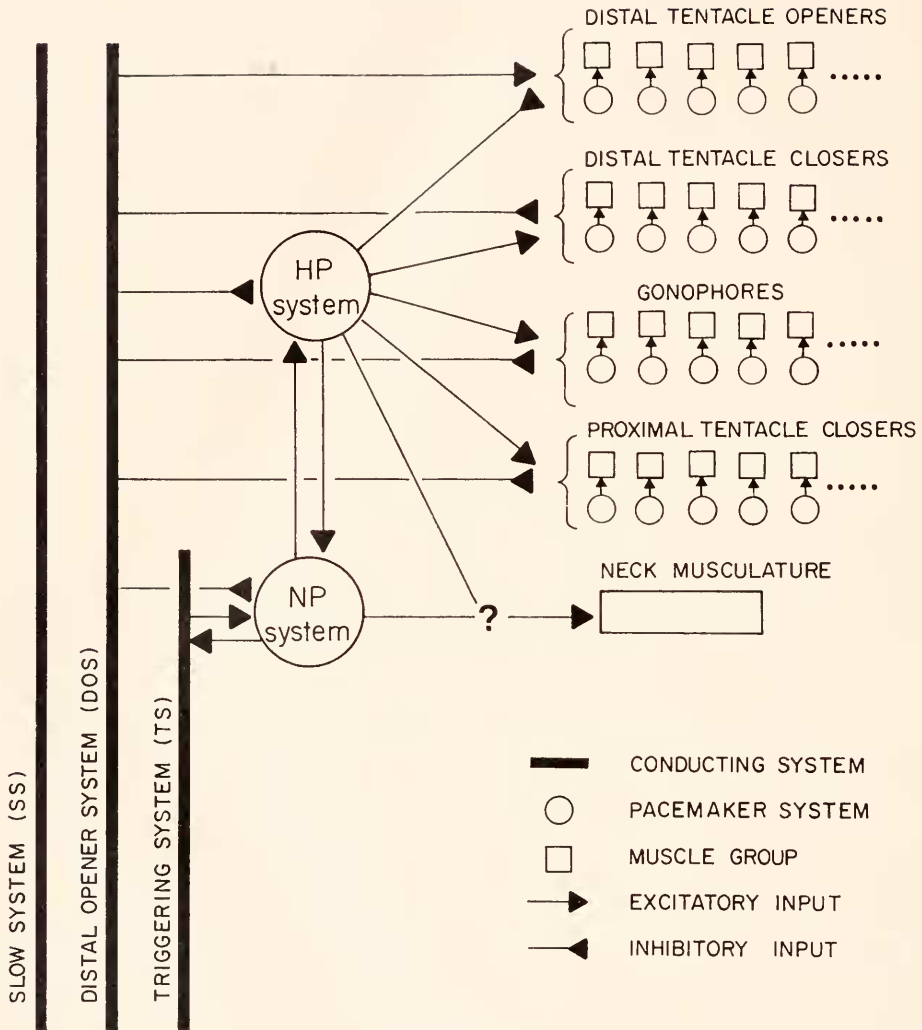 DISTAL TENTACLE OPENERS
DISTAL TENTACLE CLOSERS
HP
system
GONOPHORES
PROXIMAL TENTACLE CLOSERS
NECK MUSCULATURE
NP
system
?
SLOW SYSTEM (SS)
DISTAL OPENER SYSTEM (DOS)
TRIGGERING SYSTEM (TS)
CONDUCTING SYSTEM
PACEMAKER SYSTEM
MUSCLE GROUP
EXCITATORY INPUT
INHIBITORY INPUT